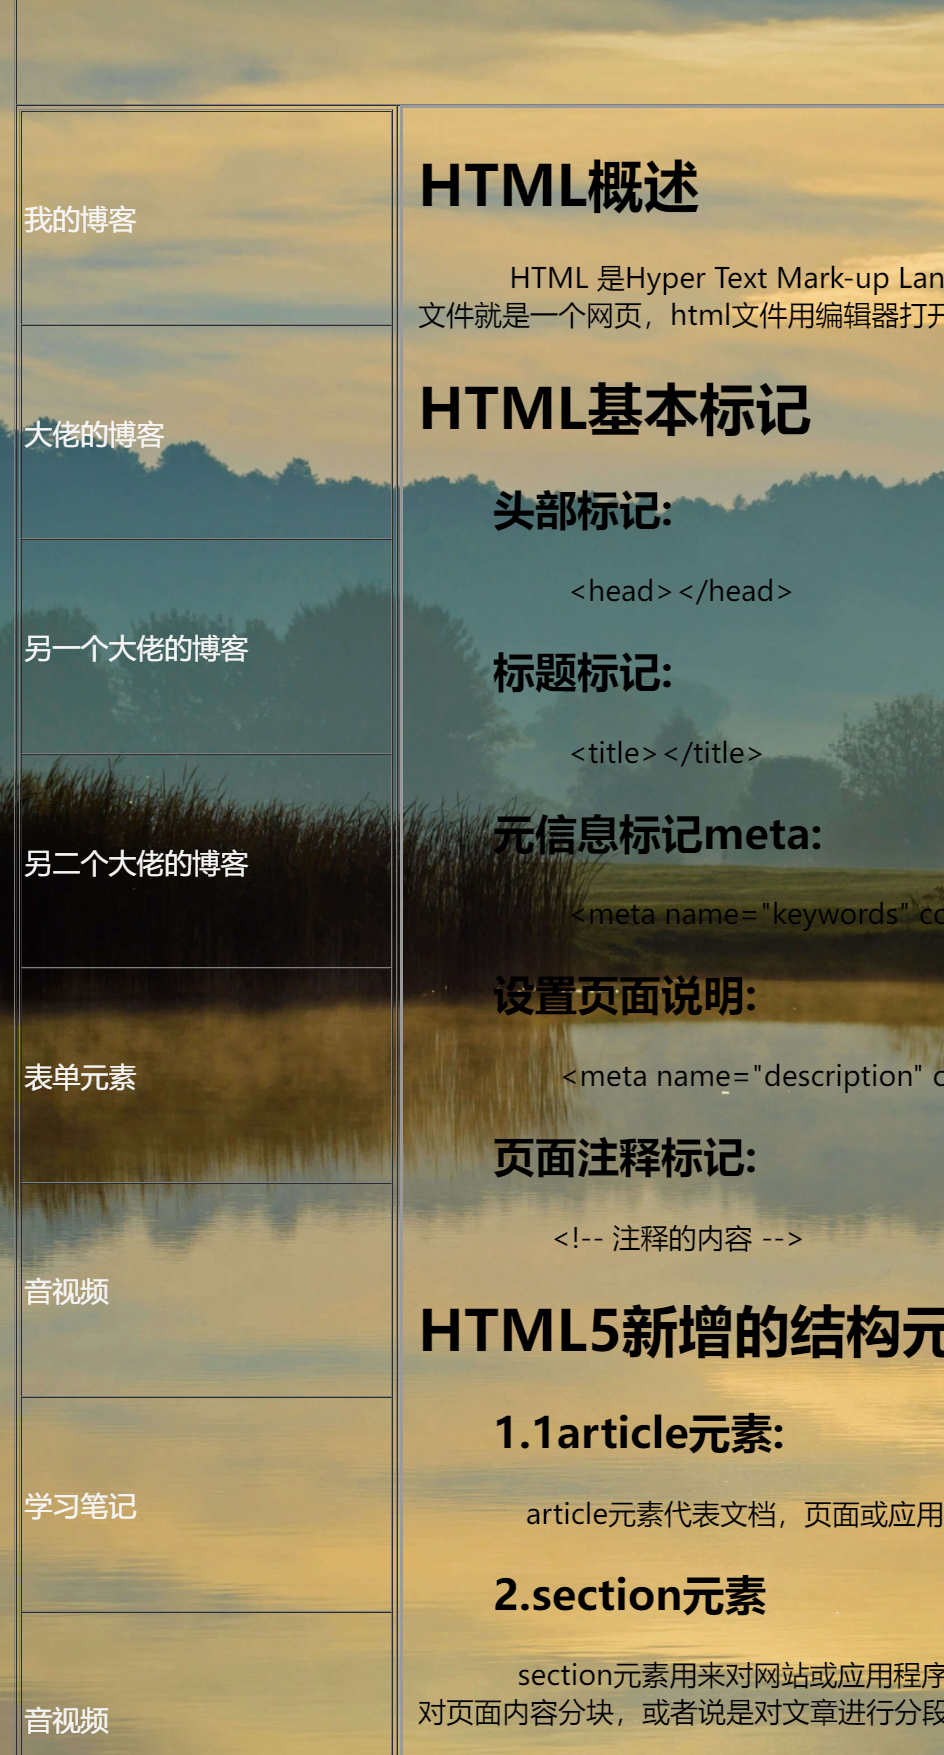 我的博客
大佬的博客
另一个大佬的博客
另二个大佬的博客
表单元素
音视频
学习笔记
音视频
HTML概述
HTML 是Hyper Text Mark-up Lan
文件就是一个网页，html文件用编辑器打开
HTML基本标记
头部标记:
<head></head>
标题标记:
<title></title>
元信息标记meta:
<meta name="keywords" co
设置页面说明:
<meta name="description" c
页面注释标记:
<!-- 注释的内容 -->
HTML5新增的结构元
1.1article元素:
article元素代表文档，页面或应用
2.section元素
section元素用来对网站或应用程序
对页面内容分块，或者说是对文章进行分段